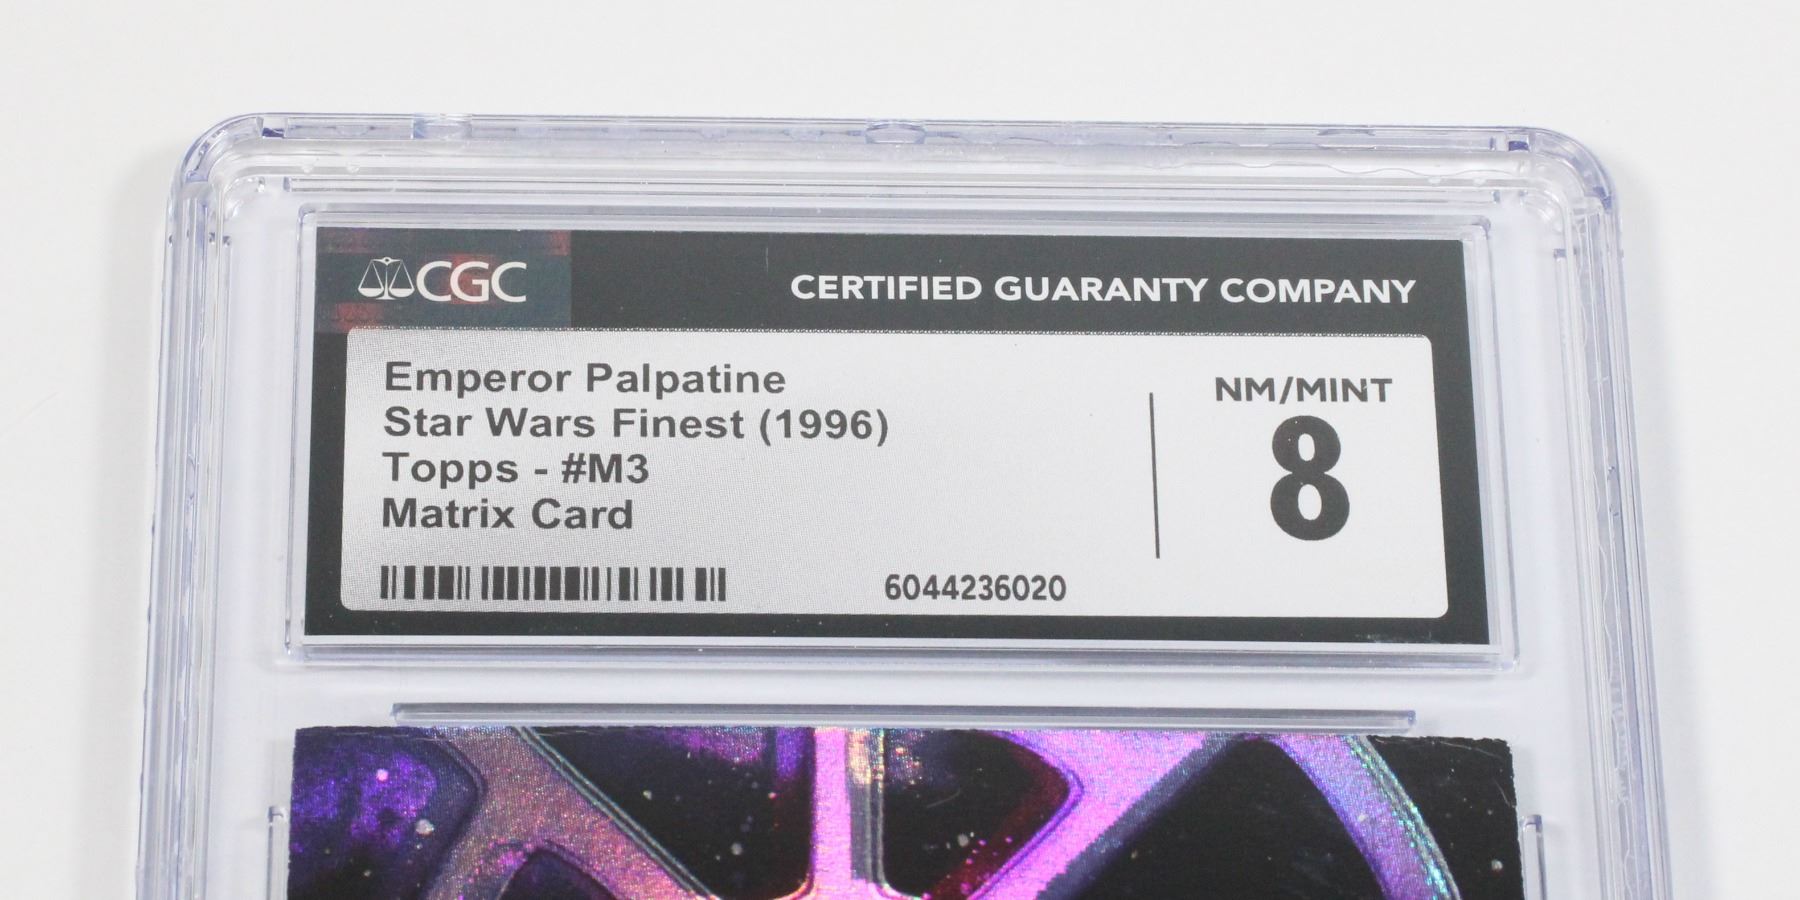 CGC
CERTIFIED GUARANTY COMPANY
Emperor Palpatine
Star Wars Finest (1996)
Topps - #M3
Matrix Card
6044236020
NM/MINT
8